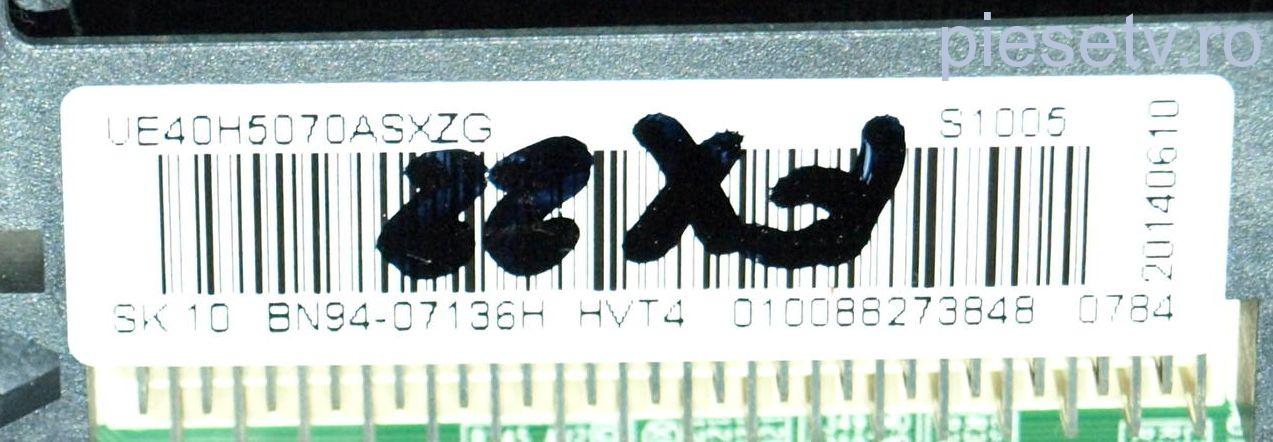 piesetv.ro
UE40H5070ASXZG S1005
20140610
SK 10 BN94-07136H HVT4 010088273848 0784